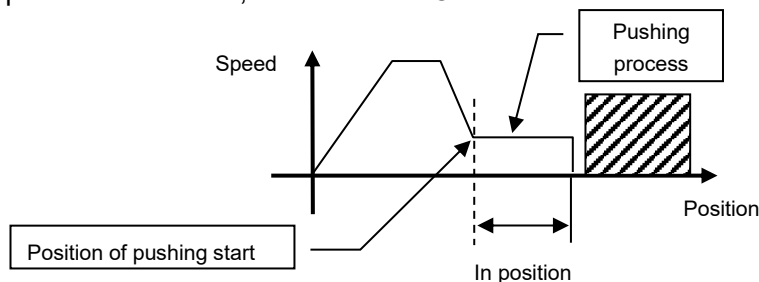 Pushing
process
Speed
Position
Position of pushing start
In position